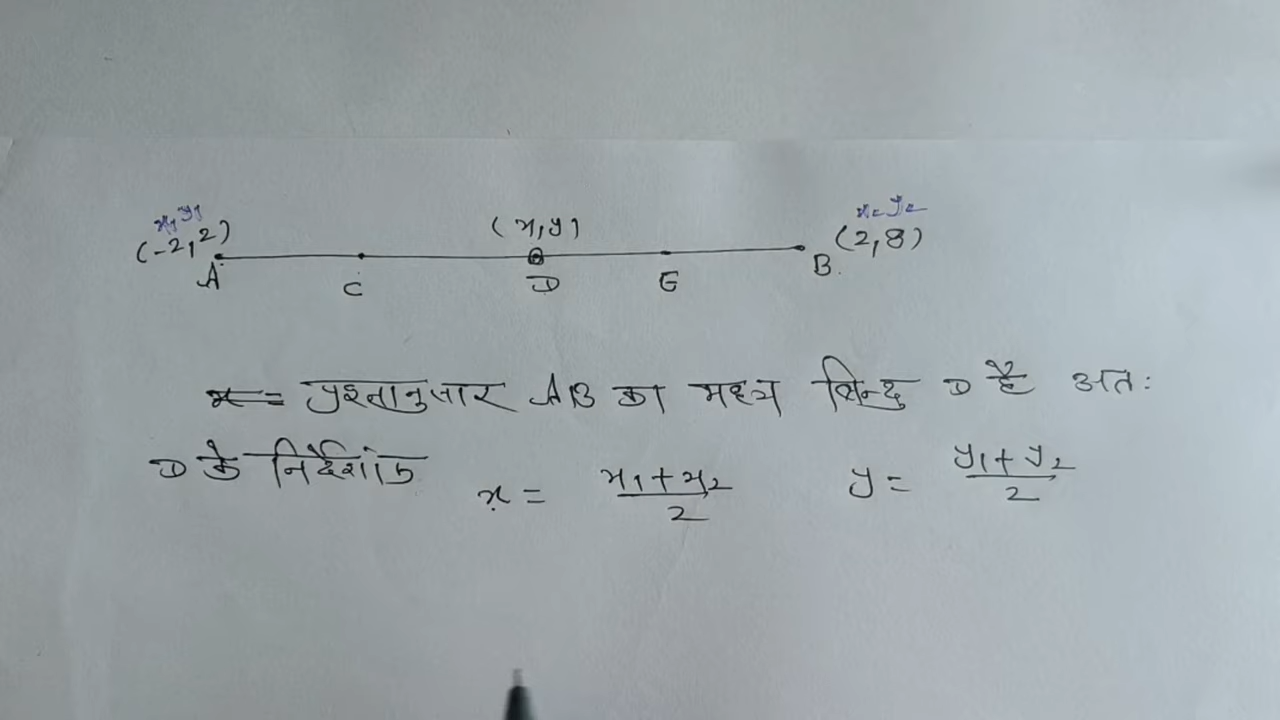 x₁ y₁ x₂ y₂
(-2,2) (x,y) (2,8)
A C D E B.
x = प्रश्नानुसार AB का मध्य बिन्दु D है अतः
D के निर्देशांक x = x₁+x₂/2 y = y₁+y₂/2